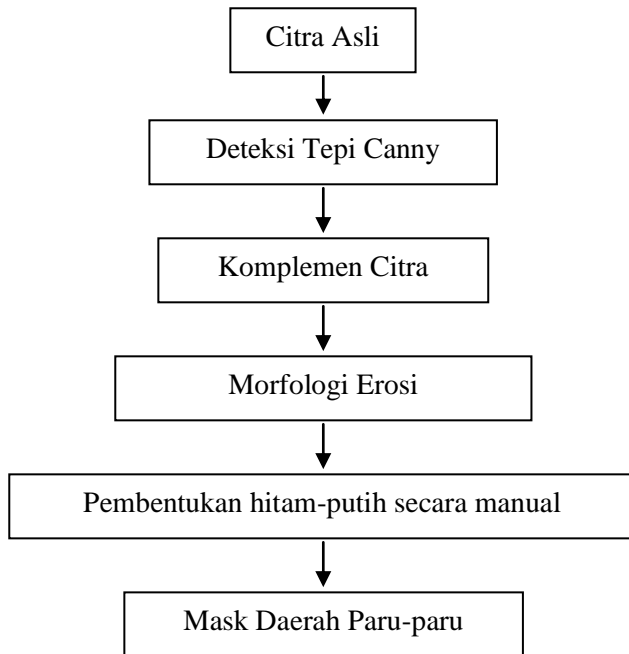 Citra Asli
Deteksi Tepi Canny
Komplemen Citra
Morfologi Erosi
Pembentukan hitam-putih secara manual
Mask Daerah Paru-paru